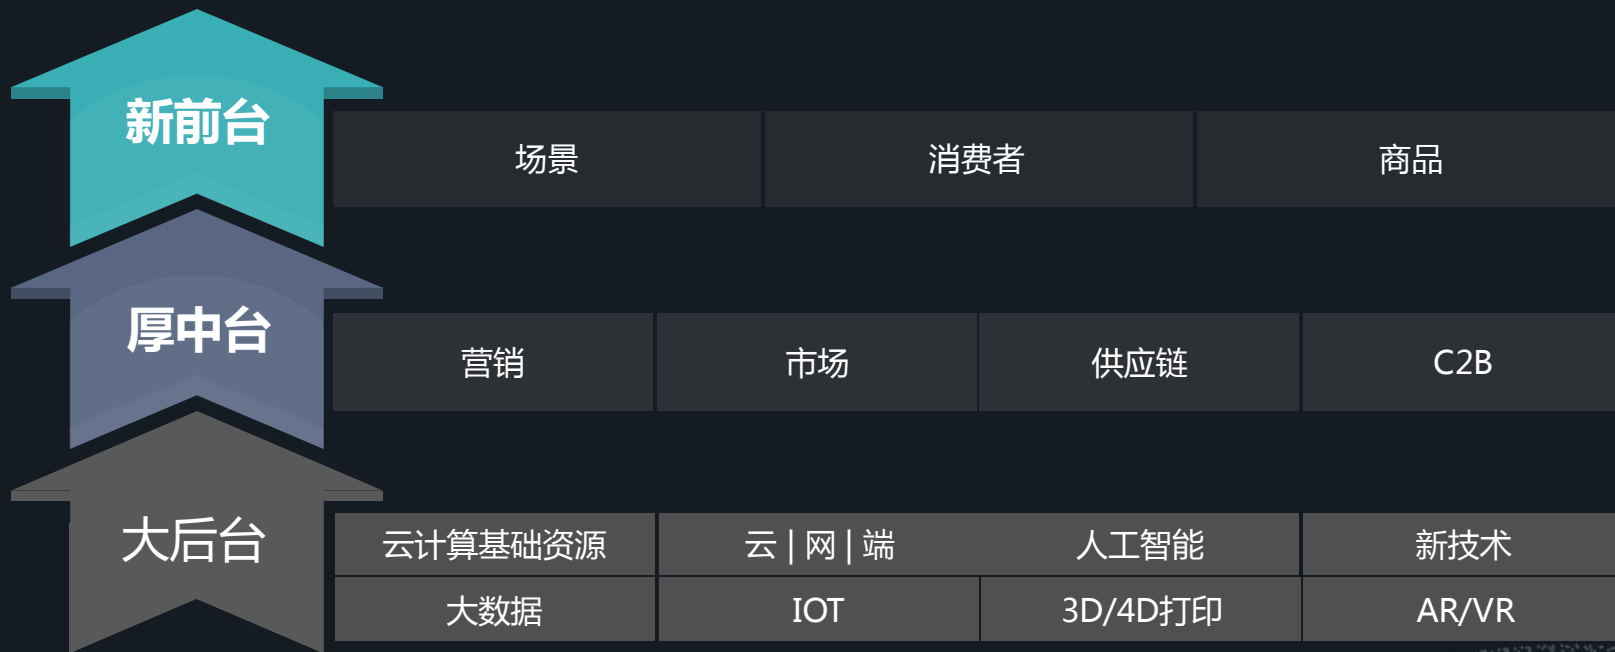 新前台
场景 消费者 商品
厚中台
营销 市场 供应链 C2B
大后台
云计算基础资源 云 | 网 | 端 人工智能 新技术
大数据 IOT 3D/4D打印 AR/VR